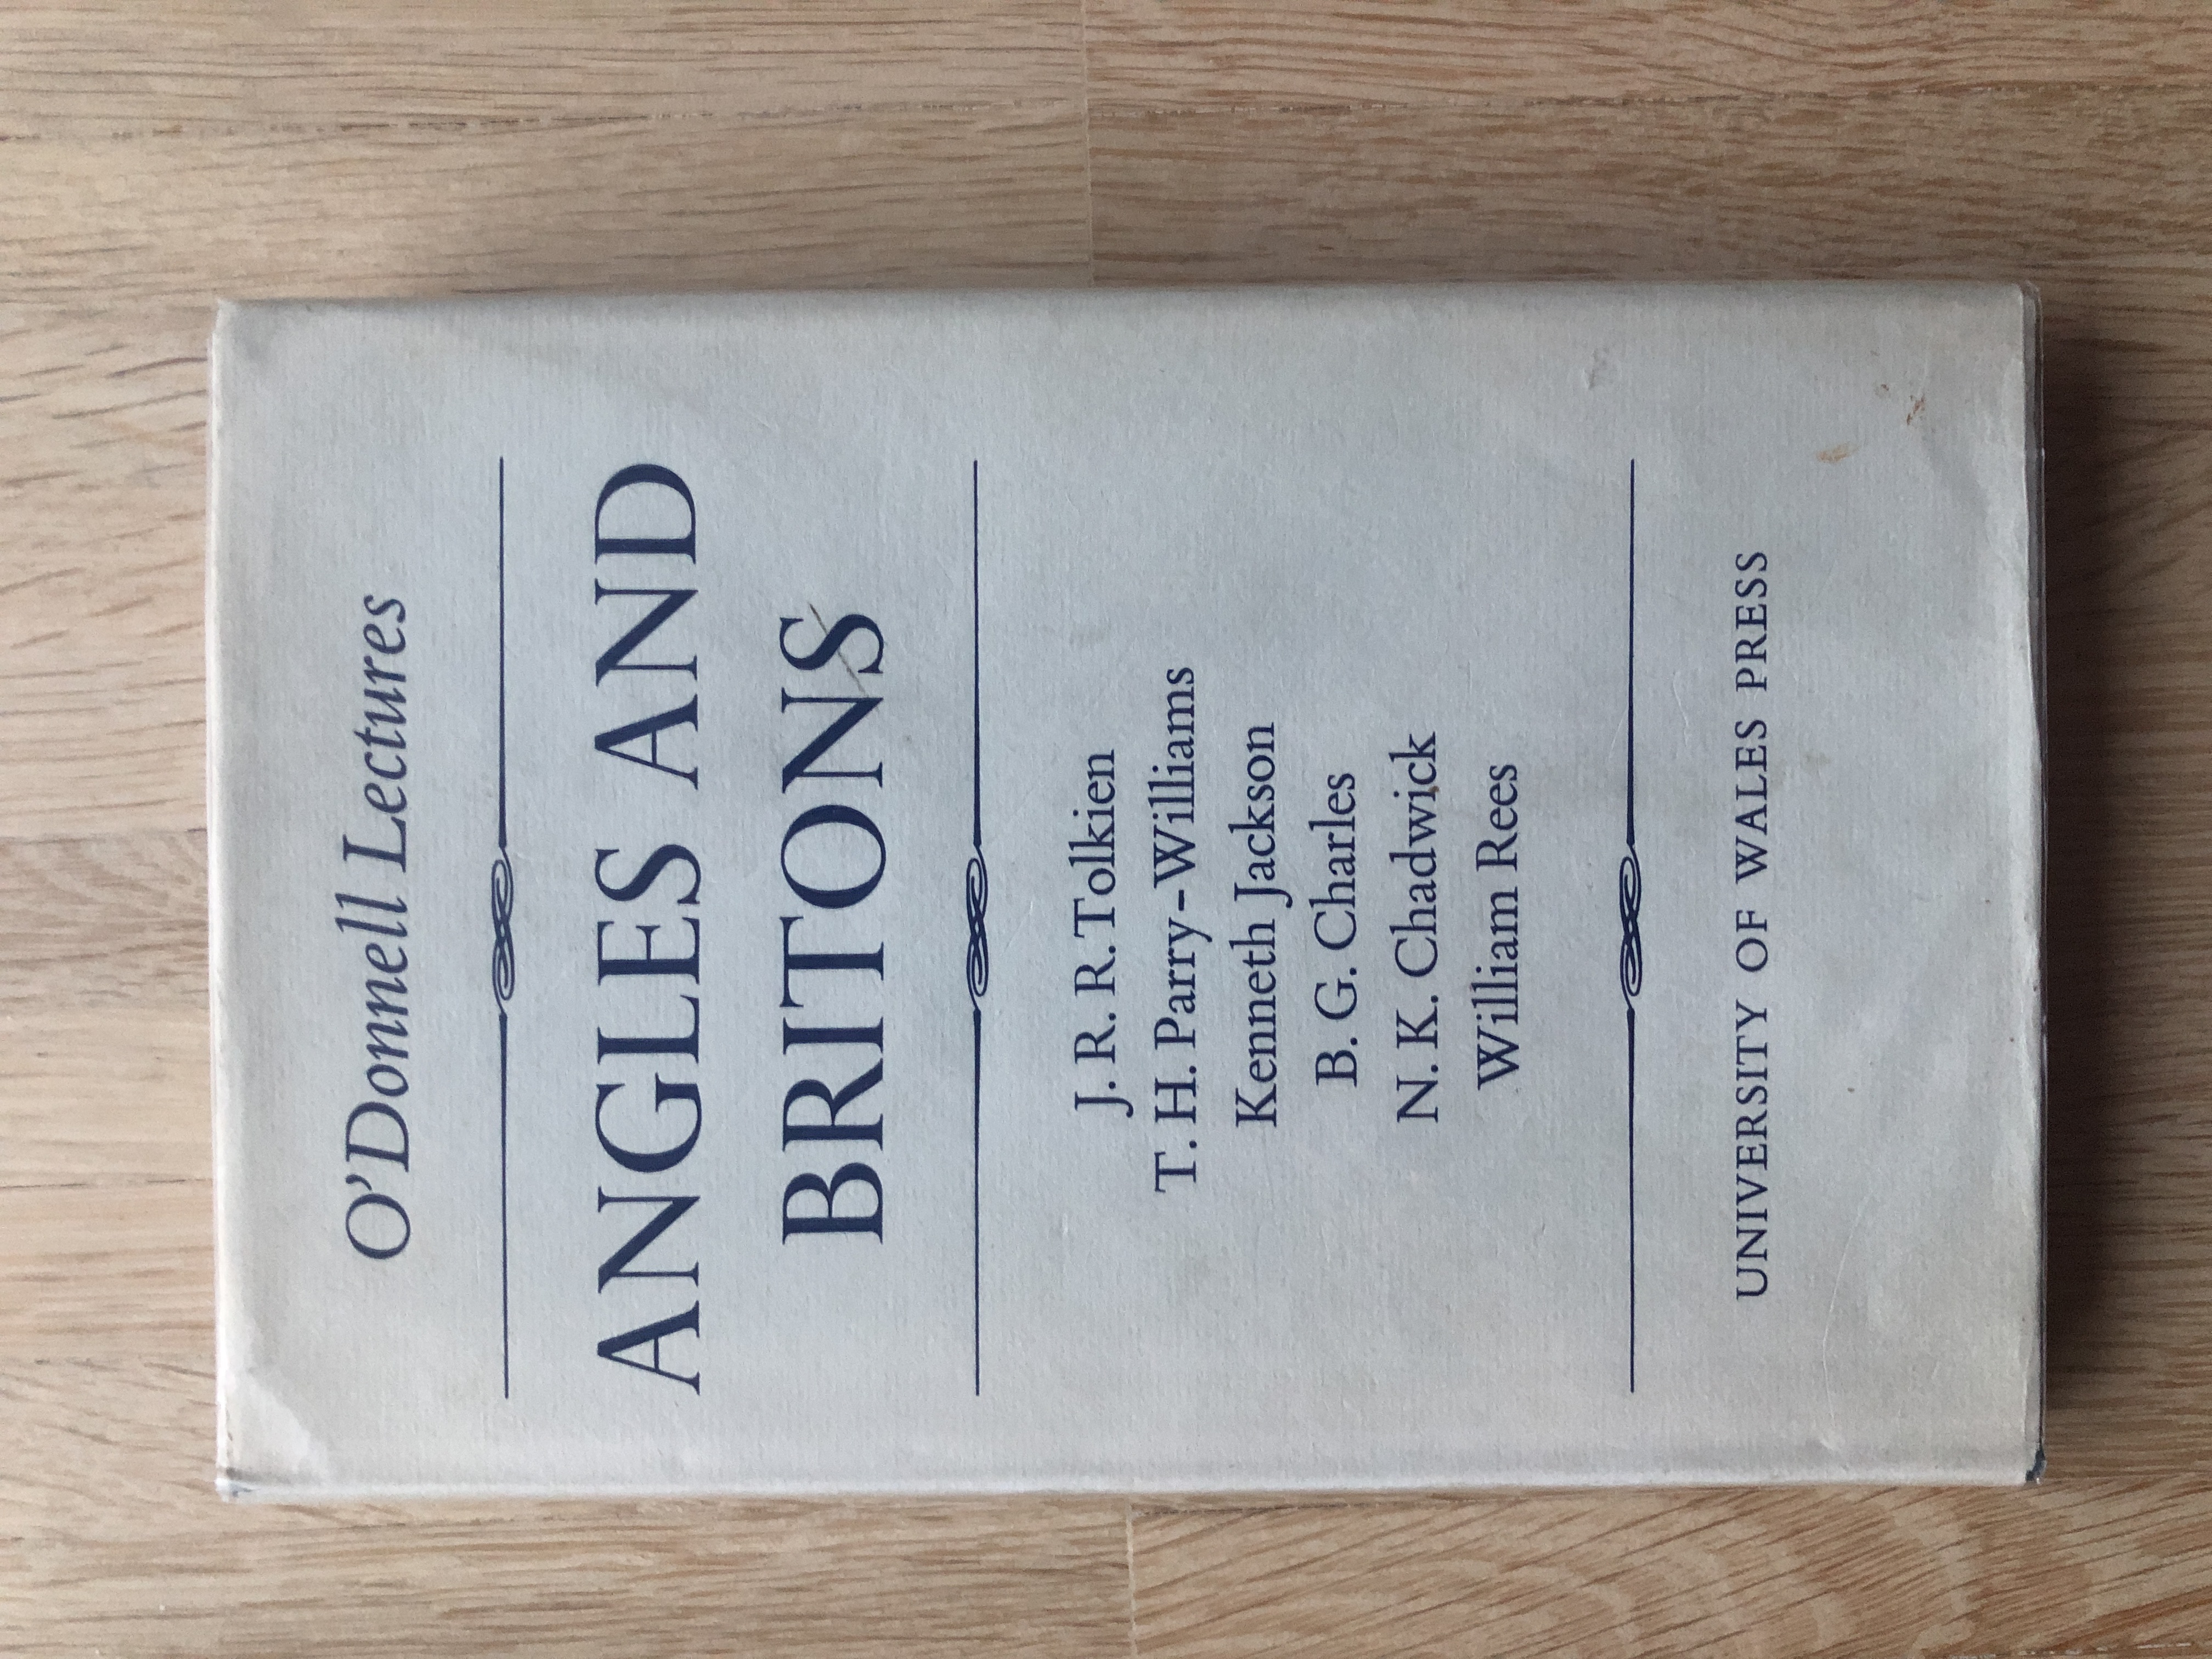 O'Donnell Lectures
ANGLES AND
BRITONS
J. R. R. Tolkien
T. H. Parry-Williams
Kenneth Jackson
B. G. Charles
N. K. Chadwick
William Rees
UNIVERSITY OF WALES PRESS